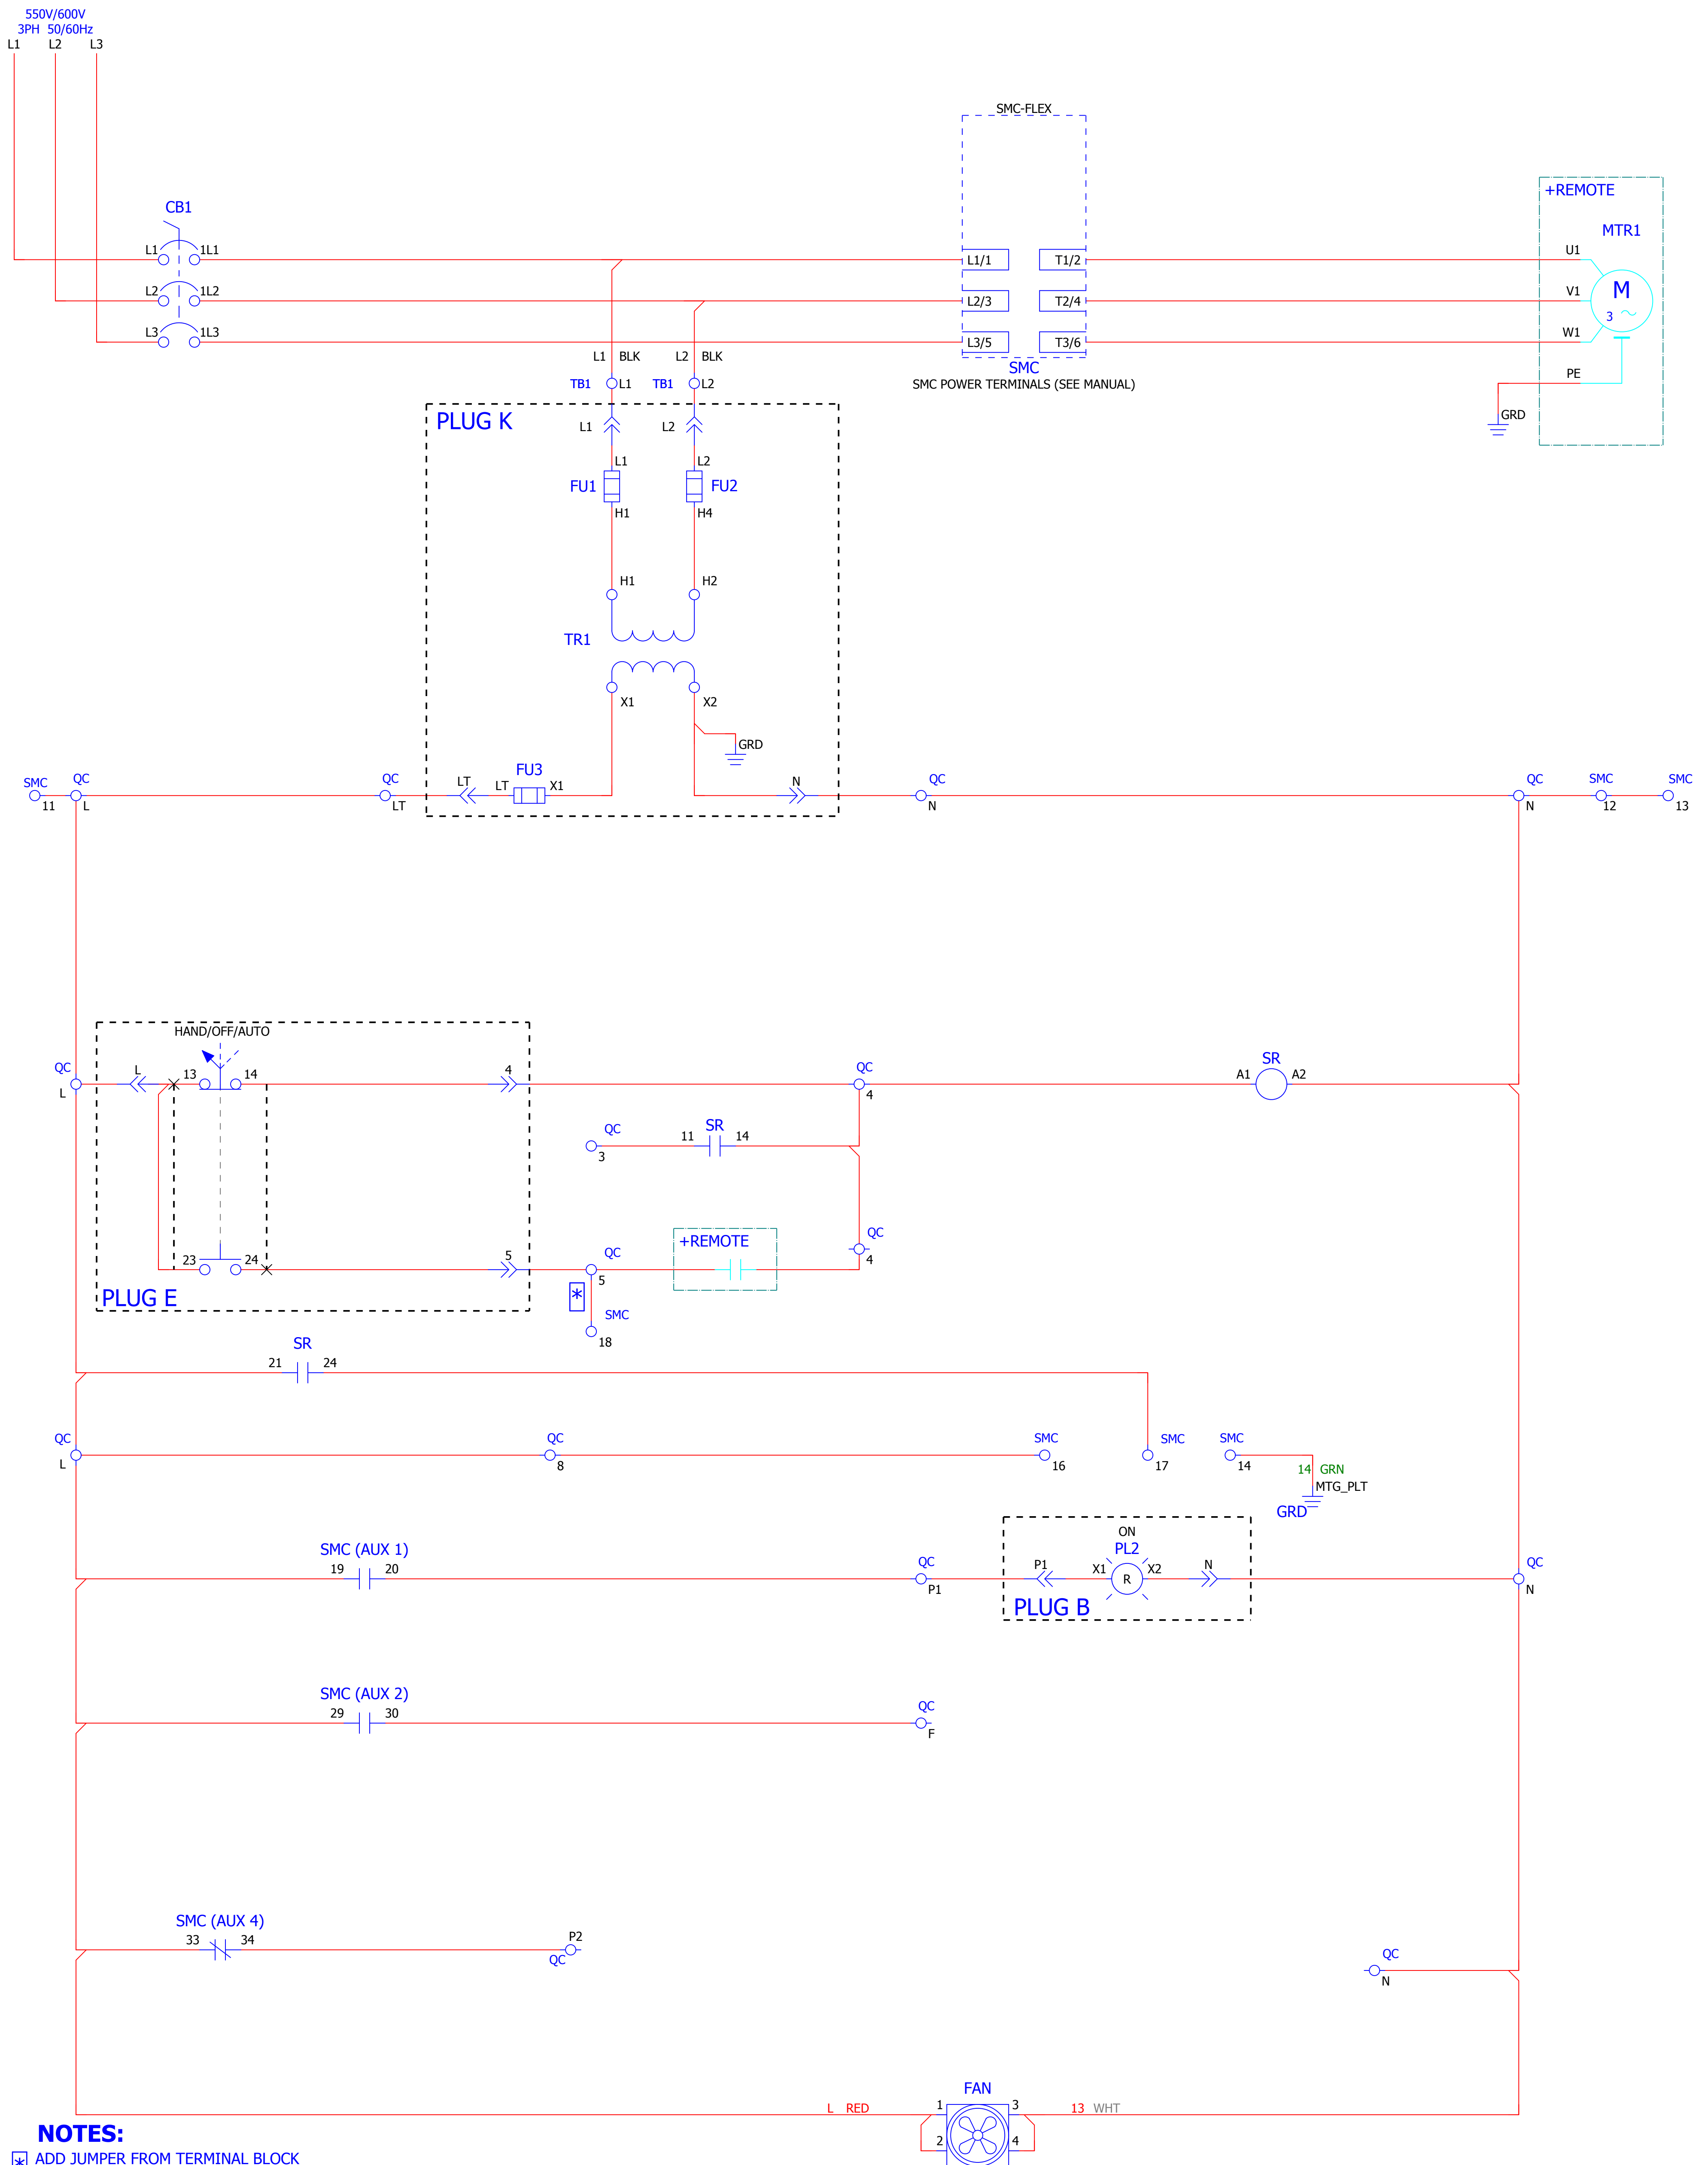 550V/600V
3PH 50/60Hz
L1 L2 L3
SMC-FLEX
+REMOTE
CB1
MTR1
L1 1L1 L1/1 T1/2 U1
L2 1L2 L2/3 T2/4 V1 M
3
L3 1L3 L3/5 T3/6 W1
L1 BLK L2 BLK
SMC
SMC POWER TERMINALS (SEE MANUAL)
PE
TB1 L1 TB1 L2
GRD
PLUG K
L1 L2
L1 L2
FU1 FU2
H1 H4
H1 H2
TR1
X1 X2
GRD
SMC QC QC LT LT FU3 X1 N QC QC SMC SMC
11 L LT N N 12 13
HAND/OFF/AUTO
QC L 13 14 4 QC SR
L 4 A1 A2
QC 11 SR 14
3
+REMOTE
QC
23 24 5 QC 4
5
PLUG E
*
SMC
18
SR
21 24
QC QC SMC SMC SMC
L 8 16 17 14
14 GRN
MTG_PLT
GRD
ON
SMC (AUX 1) PL2
19 20 QC P1 X1 R X2 N QC
P1 N
PLUG B
SMC (AUX 2)
29 30 QC
F
SMC (AUX 4)
33 34 P2
QC
QC
N
FAN
L RED 1 3 13 WHT
2 4
NOTES:
* ADD JUMPER FROM TERMINAL BLOCK